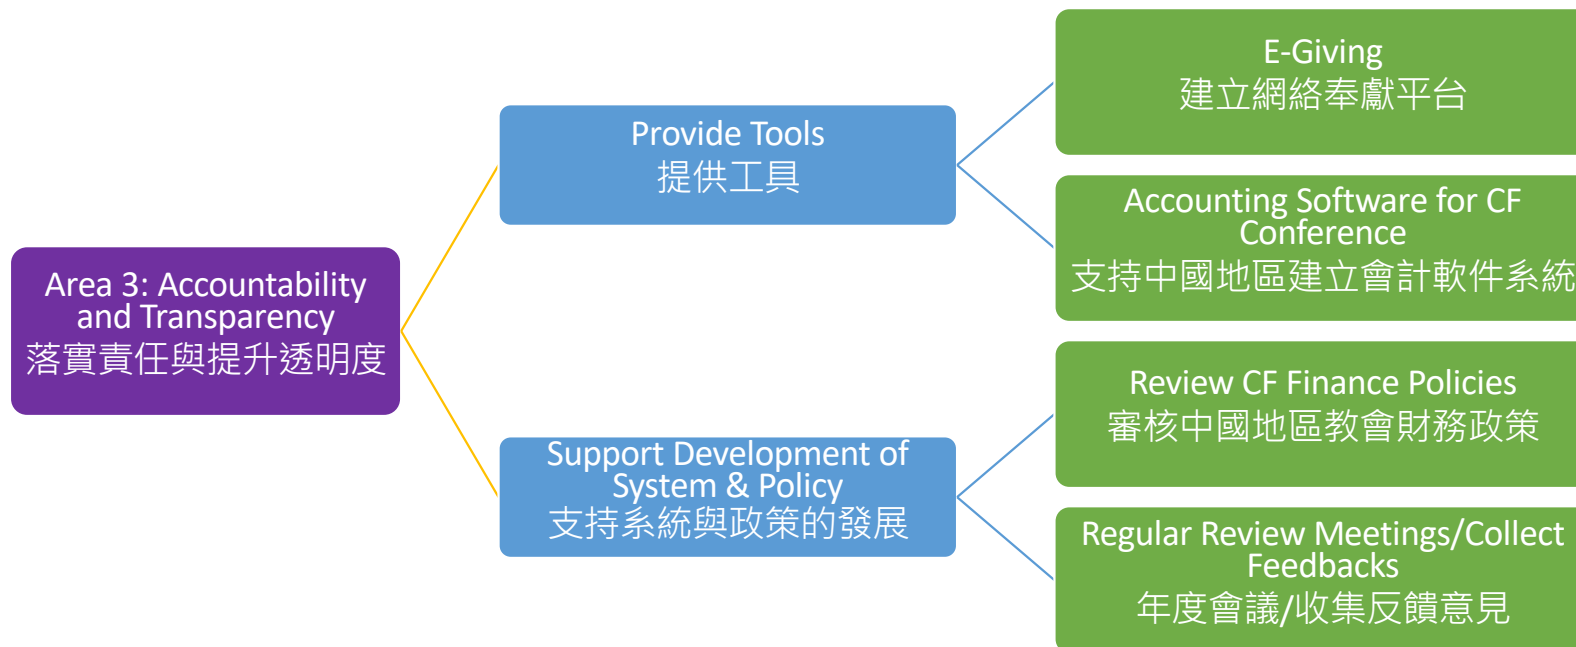 Area 3: Accountability
and Transparency
落實責任與提升透明度
Provide Tools
提供工具
E-Giving
建立網絡奉獻平台
Accounting Software for CF
Conference
支持中國地區建立會計軟件系統
Support Development of
System & Policy
支持系統與政策的發展
Review CF Finance Policies
審核中國地區教會財務政策
Regular Review Meetings/Collect
Feedbacks
年度會議/收集反饋意見